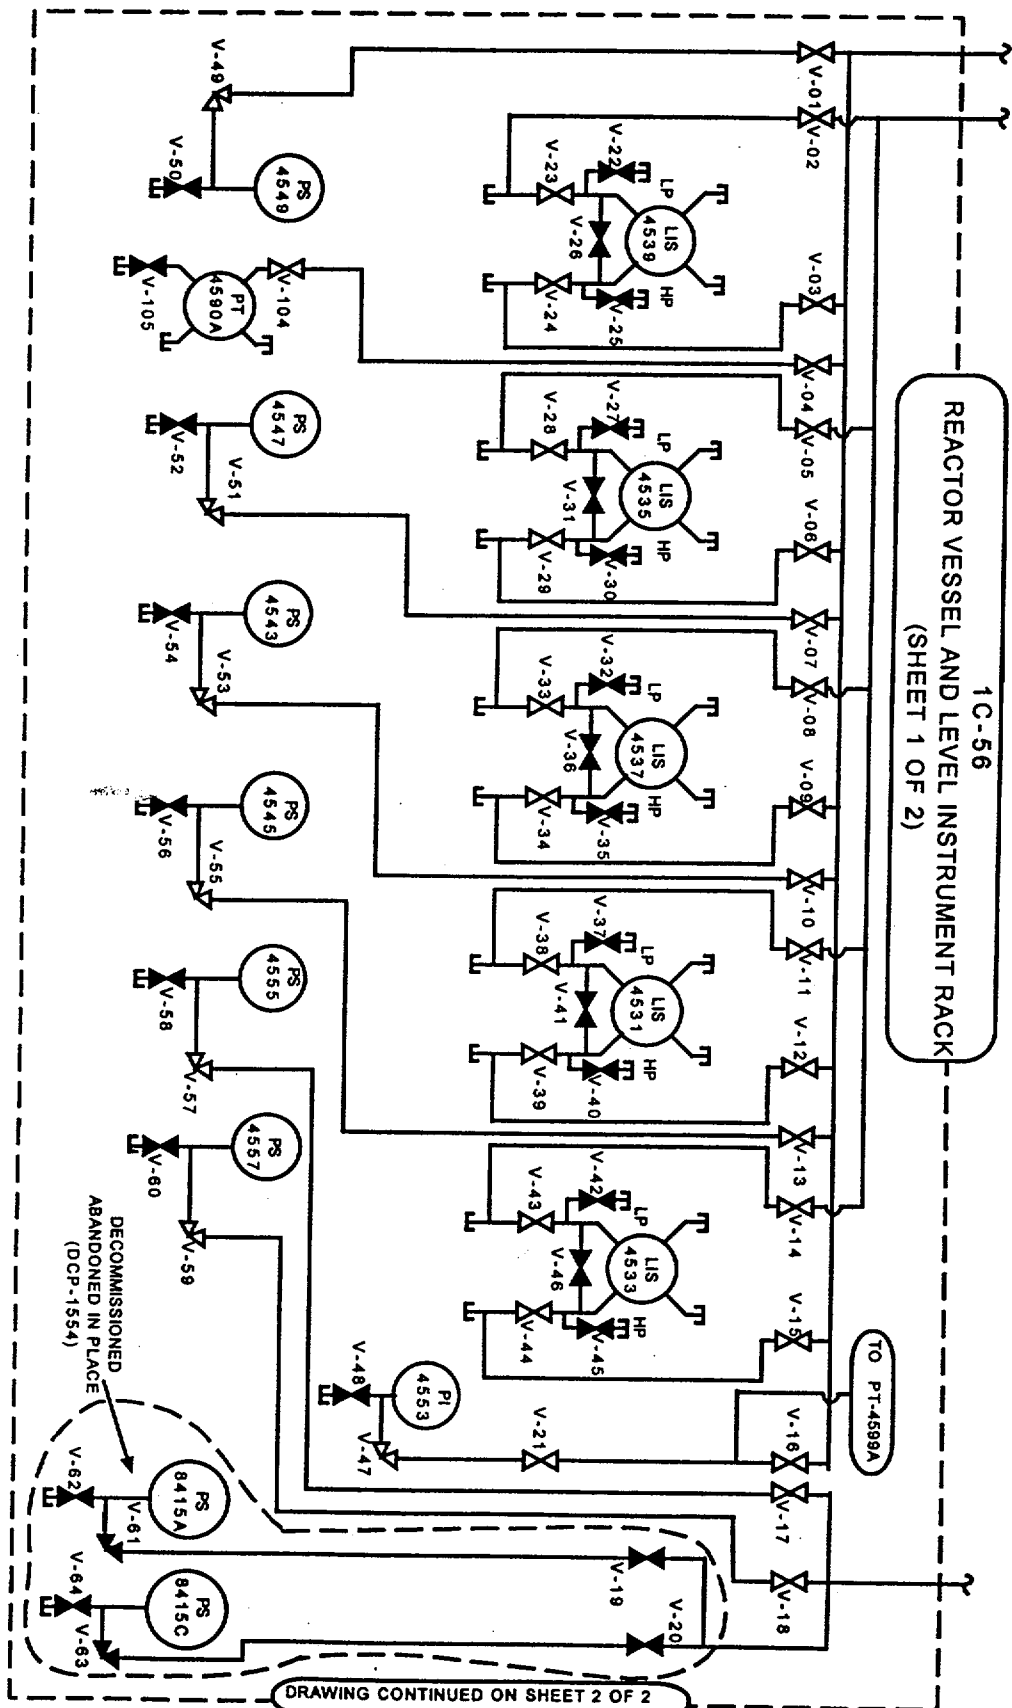 1C-56
REACTOR VESSEL AND LEVEL INSTRUMENT RACK
(SHEET 1 OF 2)
TO PT-4599A
V-01
V-02
V-03
V-04
V-05
V-06
V-07
V-08
V-09
V-10
V-11
V-12
V-13
V-14
V-15
V-16
V-17
V-18
V-22
LP
V-23
LIS
4539
V-26
HP
V-24
V-25
V-27
LP
V-28
LIS
4535
V-31
HP
V-29
V-30
V-32
LP
V-33
LIS
4537
V-36
HP
V-34
V-35
V-37
LP
V-38
LIS
4531
V-41
HP
V-39
V-40
V-42
LP
V-43
LIS
4533
V-46
HP
V-44
V-45
V-21
V-19
V-20
PI
4553
V-48
V-47
V-49
V-50
PS
4549
V-104
PT
4590A
V-105
PS
4547
V-52
V-51
PS
4543
V-54
V-53
PS
4545
V-56
V-55
PS
4555
V-58
V-57
PS
4557
V-60
V-59
DECOMMISSIONED
ABANDONED IN PLACE
(DCP-1554)
PS
8415A
V-62
V-61
PS
8415C
V-64
V-63
DRAWING CONTINUED ON SHEET 2 OF 2